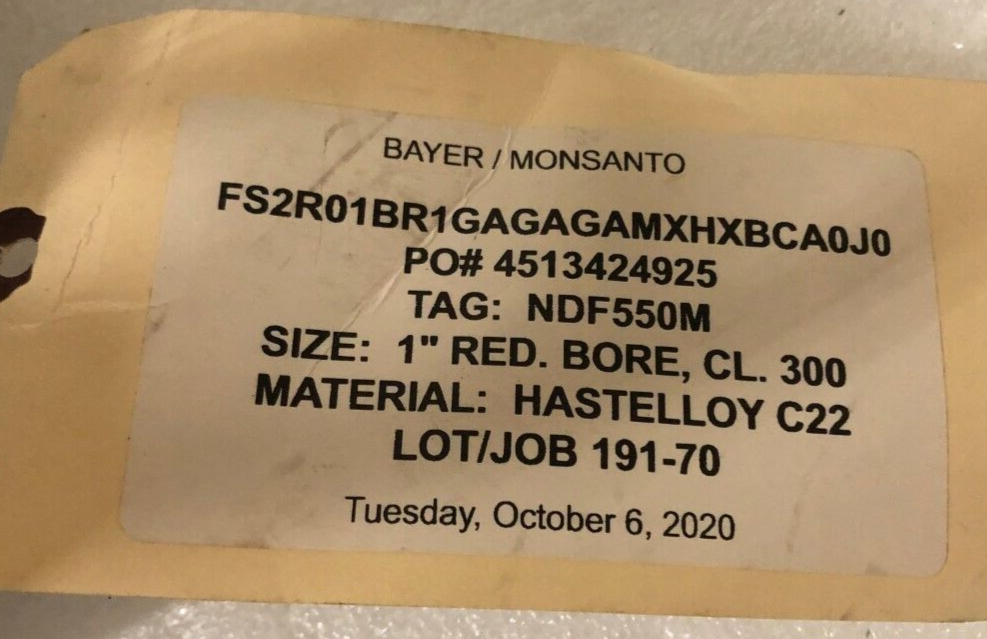 BAYER / MONSANTO
FS2R01BR1GAGAGAMXHXBCA0J0
PO# 4513424925
TAG: NDF550M
SIZE: 1" RED. BORE, CL. 300
MATERIAL: HASTELLOY C22
LOT/JOB 191-70
Tuesday, October 6, 2020